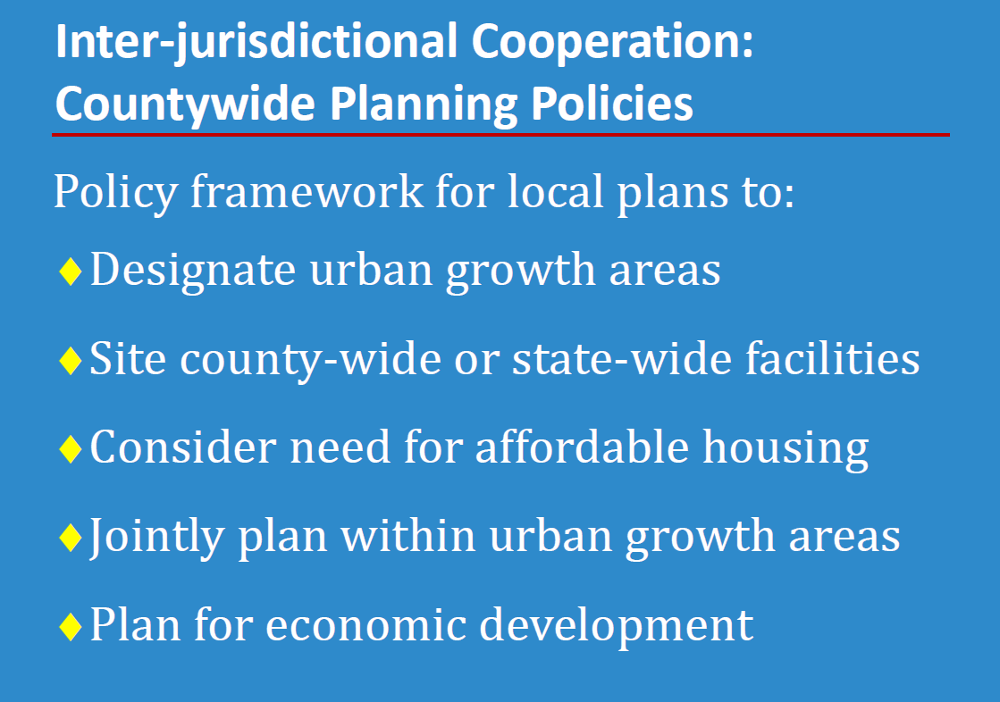 Inter-jurisdictional Cooperation:
Countywide Planning Policies
Policy framework for local plans to:
♦Designate urban growth areas
♦Site county-wide or state-wide facilities
♦Consider need for affordable housing
♦Jointly plan within urban growth areas
♦Plan for economic development